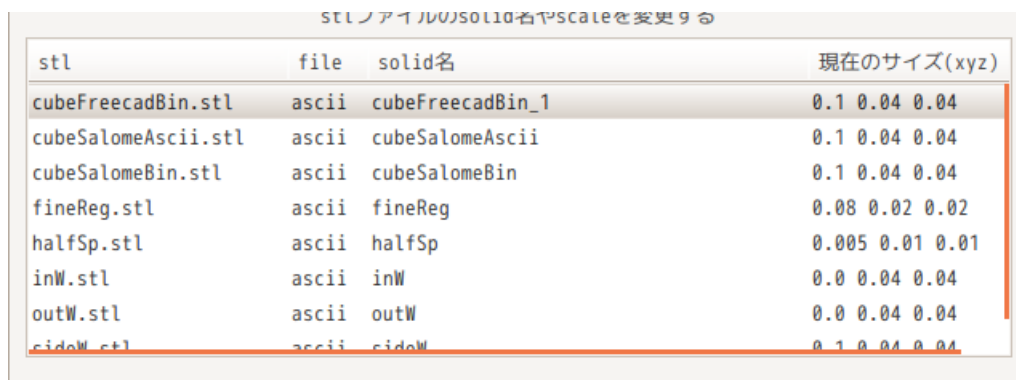 stlファイルのsolid名やscaleを変更する
stl file solid名 現在のサイズ(xyz)
cubeFreecadBin.stl ascii cubeFreecadBin_1 0.1 0.04 0.04
cubeSalomeAscii.stl ascii cubeSalomeAscii 0.1 0.04 0.04
cubeSalomeBin.stl ascii cubeSalomeBin 0.1 0.04 0.04
fineReg.stl ascii fineReg 0.08 0.02 0.02
halfSp.stl ascii halfSp 0.005 0.01 0.01
inW.stl ascii inW 0.0 0.04 0.04
outW.stl ascii outW 0.0 0.04 0.04
sideW.stl ascii sideW 0.1 0.04 0.04